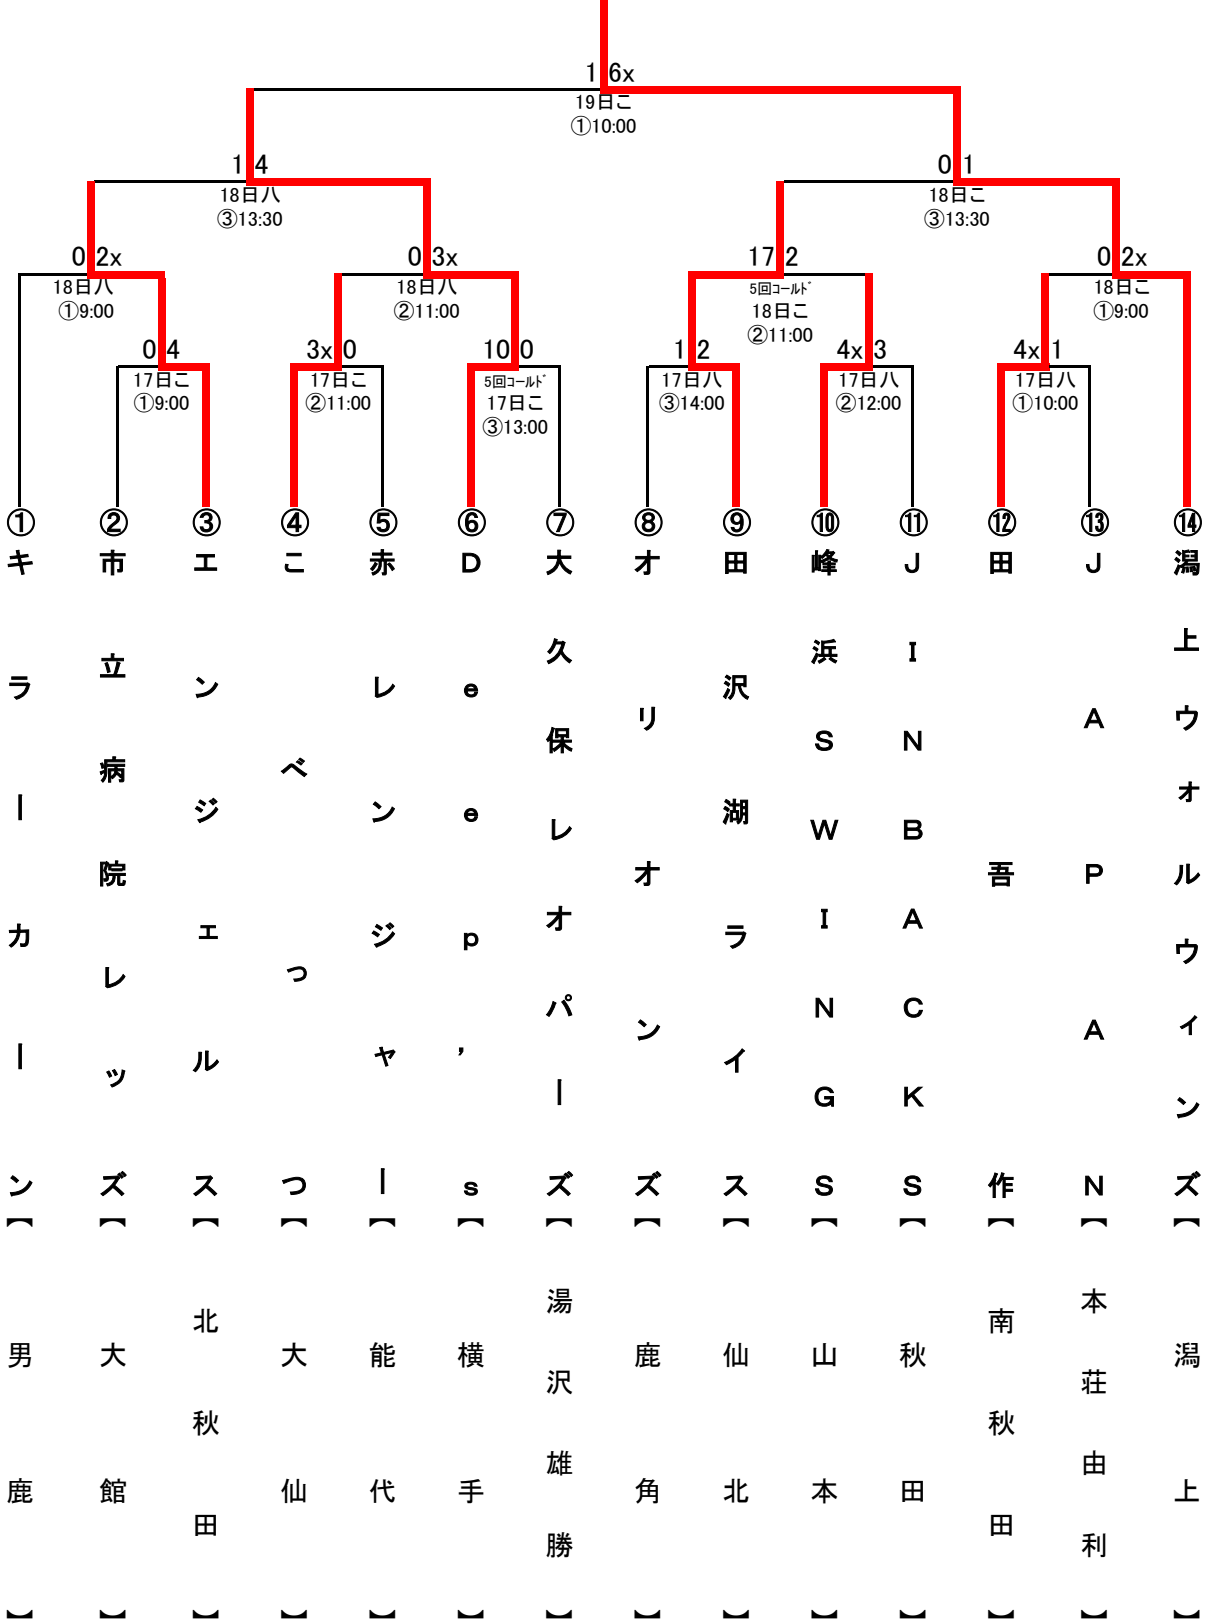 1 6x
19日こ
①10:00
1 4
18日八
③13:30
0 1
18日こ
③13:30
0 2x
18日八
①9:00
0 3x
18日八
②11:00
17 2
5回コールド
18日こ
②11:00
0 2x
18日こ
①9:00
0 4
17日こ
①9:00
3x 0
17日こ
②11:00
10 0
5回コールド
17日こ
③13:00
1 2
17日八
③14:00
4x 3
17日八
②12:00
4x 1
17日八
①10:00
①キラーカーン【男鹿】
②市立病院レッズ【大館】
③エンジェルス【北秋田】
④こべっつ【大仙】
⑤赤レンジャー【能代】
⑥Ｄｅｅｐ’ｓ【横手】
⑦大久保レオパーズ【湯沢雄勝】
⑧オリオンズ【鹿角】
⑨田沢湖ライス【仙北】
⑩峰浜ＳＷＩＮＧＳ【山本】
⑪ＪＩＮＢＡＣＫＳ【秋田】
⑫田吾作【南秋田】
⑬ＪＡＰＡＮ【本荘由利】
⑭潟上ウォルウィンズ【潟上】